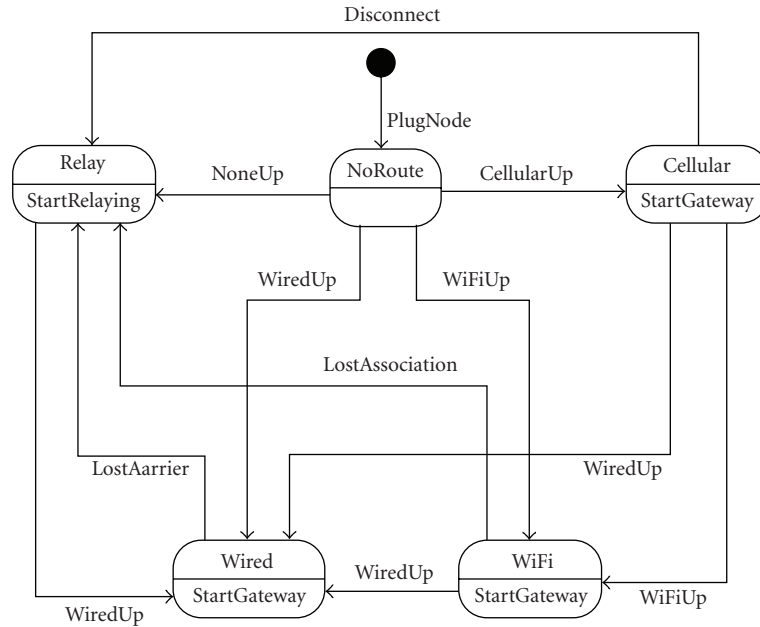 Disconnect
PlugNode
Relay
StartRelaying
NoneUp
NoRoute
CellularUp
Cellular
StartGateway
WiredUp
WiFiUp
LostAssociation
LostAarrier
WiredUp
Wired
StartGateway
WiredUp
WiFi
StartGateway
WiredUp
WiFiUp